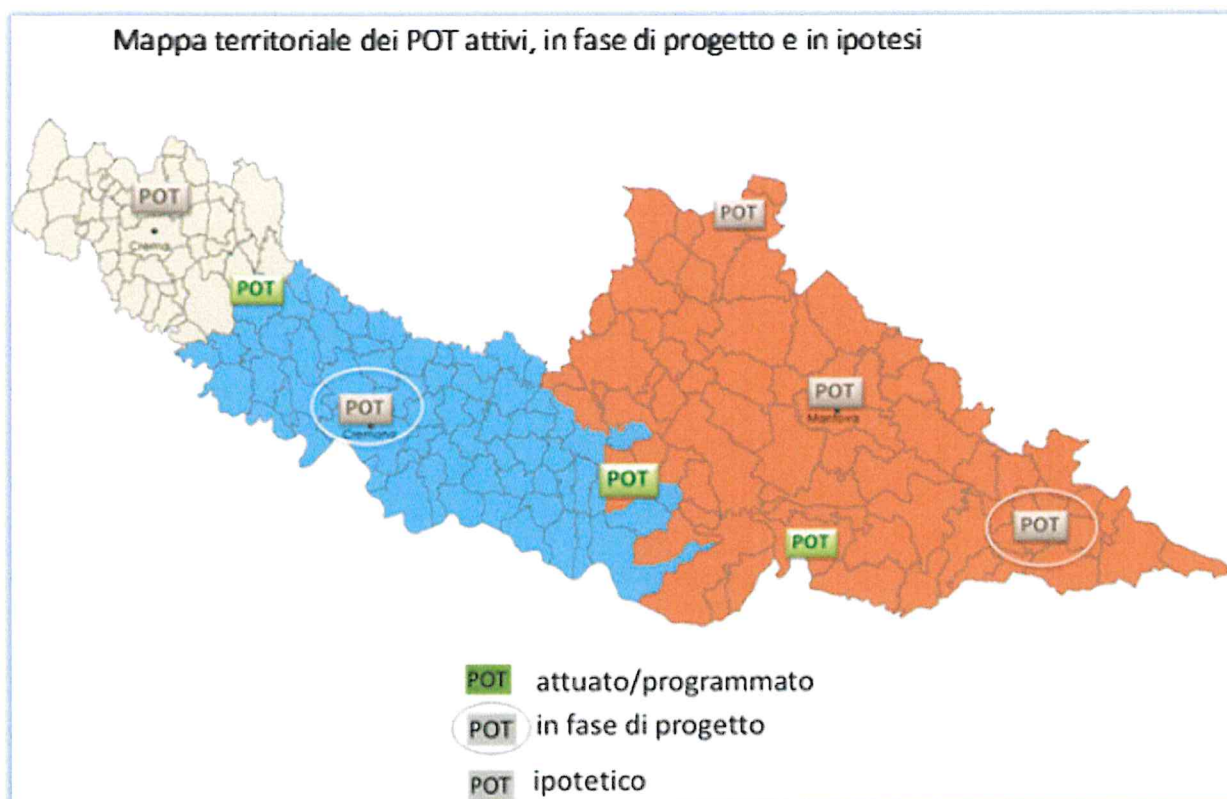 Mappa territoriale dei POT attivi, in fase di progetto e in ipotesi
POT
Crema
POT
POT
POT
Cremona
POT
Mantova
POT
POT
POT
POT attuato/programmato
POT in fase di progetto
POT ipotetico